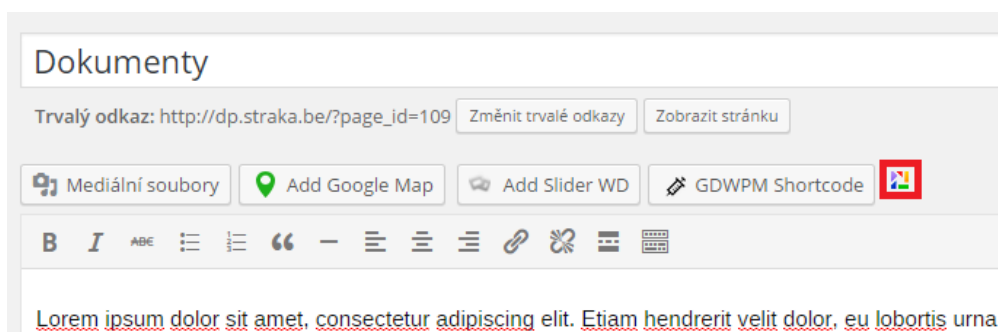 Dokumenty
Trvalý odkaz: http://dp.straka.be/?page_id=109 Změnit trvalé odkazy Zobrazit stránku
Mediální soubory Add Google Map Add Slider WD GDWPM Shortcode
B I ABC
Lorem ipsum dolor sit amet, consectetur adipiscing elit. Etiam hendrerit velit dolor, eu lobortis urna